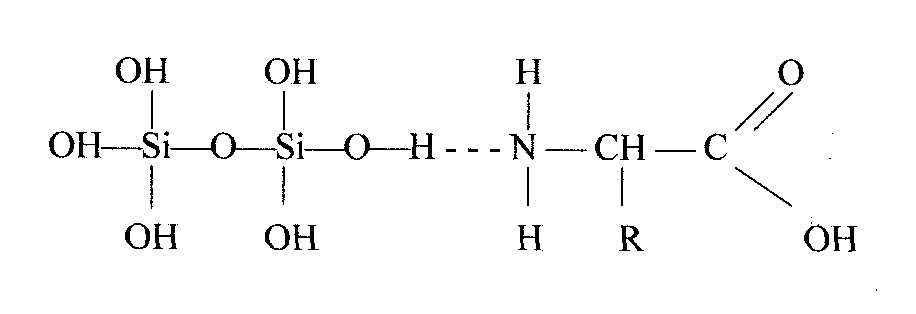 OH OH H O
OH—Si—O—Si—O—H---N—CH—C
OH OH H R OH